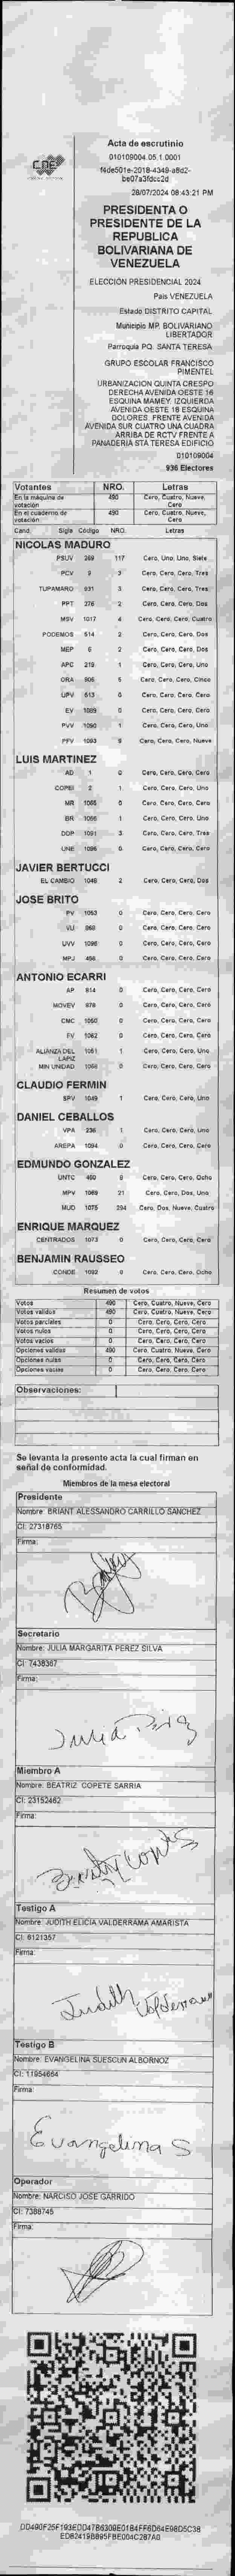 CNE
Acta de escrutinio
010109004.05.1.0001
f4de501e-2018-4349-a8d2-
be07a3fdcc2d
28/07/2024 08:43:21 PM
PRESIDENTA O
PRESIDENTE DE LA
REPUBLICA
BOLIVARIANA DE
VENEZUELA
ELECCIÓN PRESIDENCIAL 2024
País VENEZUELA
Estado DISTRITO CAPITAL
Municipio MP. BOLIVARIANO
LIBERTADOR
Parroquia PQ. SANTA TERESA
GRUPO ESCOLAR FRANCISCO
PIMENTEL
URBANIZACION QUINTA CRESPO
DERECHA AVENIDA OESTE 16
ESQUINA MAMEY. IZQUIERDA
AVENIDA OESTE 18 ESQUINA
DOLORES. FRENTE AVENIDA
AVENIDA SUR CUATRO UNA CUADRA
ARRIBA DE RCTV FRENTE A
PANADERIA STA TERESA EDIFICIO
010109004
936 Electores
Votantes NRO. Letras
En la máquina de votación 490 Cero, Cuatro, Nueve, Cero
En el cuaderno de votación 490 Cero, Cuatro, Nueve, Cero
Cand. Sigla Código NRO. Letras
NICOLAS MADURO
PSUV 269 117 Cero, Uno, Uno, Siete
PCV 3 Cero, Cero, Cero, Tres
TUPAMARO 931 3 Cero, Cero, Cero, Tres
PPT 276 2 Cero, Cero, Cero, Dos
MSV 1017 4 Cero, Cero, Cero, Cuatro
PODEMOS 514 2 Cero, Cero, Cero, Dos
MEP 6 2 Cero, Cero, Cero, Dos
APC 219 1 Cero, Cero, Cero, Uno
ORA 905 5 Cero, Cero, Cero, Cinco
UPV 613 0 Cero, Cero, Cero, Cero
EV 1089 0 Cero, Cero, Cero, Cero
PVV 1090 1 Cero, Cero, Cero, Uno
PFV 1093 9 Cero, Cero, Cero, Nueve
LUIS MARTINEZ
AD 1 0 Cero, Cero, Cero, Cero
COPEI 2 1 Cero, Cero, Cero, Uno
MR 1065 0 Cero, Cero, Cero, Cero
BR 1066 1 Cero, Cero, Cero, Uno
DDP 1091 3 Cero, Cero, Cero, Tres
UNE 1096 0 Cero, Cero, Cero, Cero
JAVIER BERTUCCI
EL CAMBIO 1048 2 Cero, Cero, Cero, Dos
JOSE BRITO
PV 1053 0 Cero, Cero, Cero, Cero
VU 968 0 Cero, Cero, Cero, Cero
UVV 1098 0 Cero, Cero, Cero, Cero
MPJ 456 0 Cero, Cero, Cero, Cero
ANTONIO ECARRI
AP 814 0 Cero, Cero, Cero, Cero
MOVEV 978 0 Cero, Cero, Cero, Cero
CMC 1050 0 Cero, Cero, Cero, Cero
FV 1062 0 Cero, Cero, Cero, Cero
ALIANZA DEL LAPIZ 1051 1 Cero, Cero, Cero, Uno
MIN UNIDAD 1056 0 Cero, Cero, Cero, Cero
CLAUDIO FERMIN
SPV 1049 1 Cero, Cero, Cero, Uno
DANIEL CEBALLOS
VPA 236 1 Cero, Cero, Cero, Uno
AREPA 1094 0 Cero, Cero, Cero, Cero
EDMUNDO GONZALEZ
UNTC 460 8 Cero, Cero, Cero, Ocho
MPV 1069 21 Cero, Cero, Dos, Uno
MUD 1075 294 Cero, Dos, Nueve, Cuatro
ENRIQUE MARQUEZ
CENTRADOS 1073 0 Cero, Cero, Cero, Cero
BENJAMIN RAUSSEO
CONDE 1092 8 Cero, Cero, Cero, Ocho
Resumen de votos
Votos 490 Cero, Cuatro, Nueve, Cero
Votos validos 490 Cero, Cuatro, Nueve, Cero
Votos parciales 0 Cero, Cero, Cero, Cero
Votos nulos 0 Cero, Cero, Cero, Cero
Votos vacios 0 Cero, Cero, Cero, Cero
Opciones validas 490 Cero, Cuatro, Nueve, Cero
Opciones nulas 0 Cero, Cero, Cero, Cero
Opciones vacias 0 Cero, Cero, Cero, Cero
Observaciones:
Se levanta la presente acta la cual firman en
señal de conformidad.
Miembros de la mesa electoral
Presidente
Nombre: BRIANT ALESSANDRO CARRILLO SANCHEZ
CI: 27318765
Firma:
Secretario
Nombre: JULIA MARGARITA PEREZ SILVA
CI: 7438367
Firma:
Julia Pérez
Miembro A
Nombre: BEATRIZ COPETE SARRIA
CI: 23152462
Firma:
Testigo A
Nombre: JUDITH ELICIA VALDERRAMA AMARISTA
CI: 6121357
Firma:
Judith Valderrama
Testigo B
Nombre: EVANGELINA SUESCUN ALBORNOZ
CI: 11954664
Firma:
Evangelina S
Operador
Nombre: NARCISO JOSE GARRIDO
CI: 7388745
Firma:
DD490F25F193EDD47B6309E01B4FF6D64E98D5C38
ED82419B895FBE004C287A0